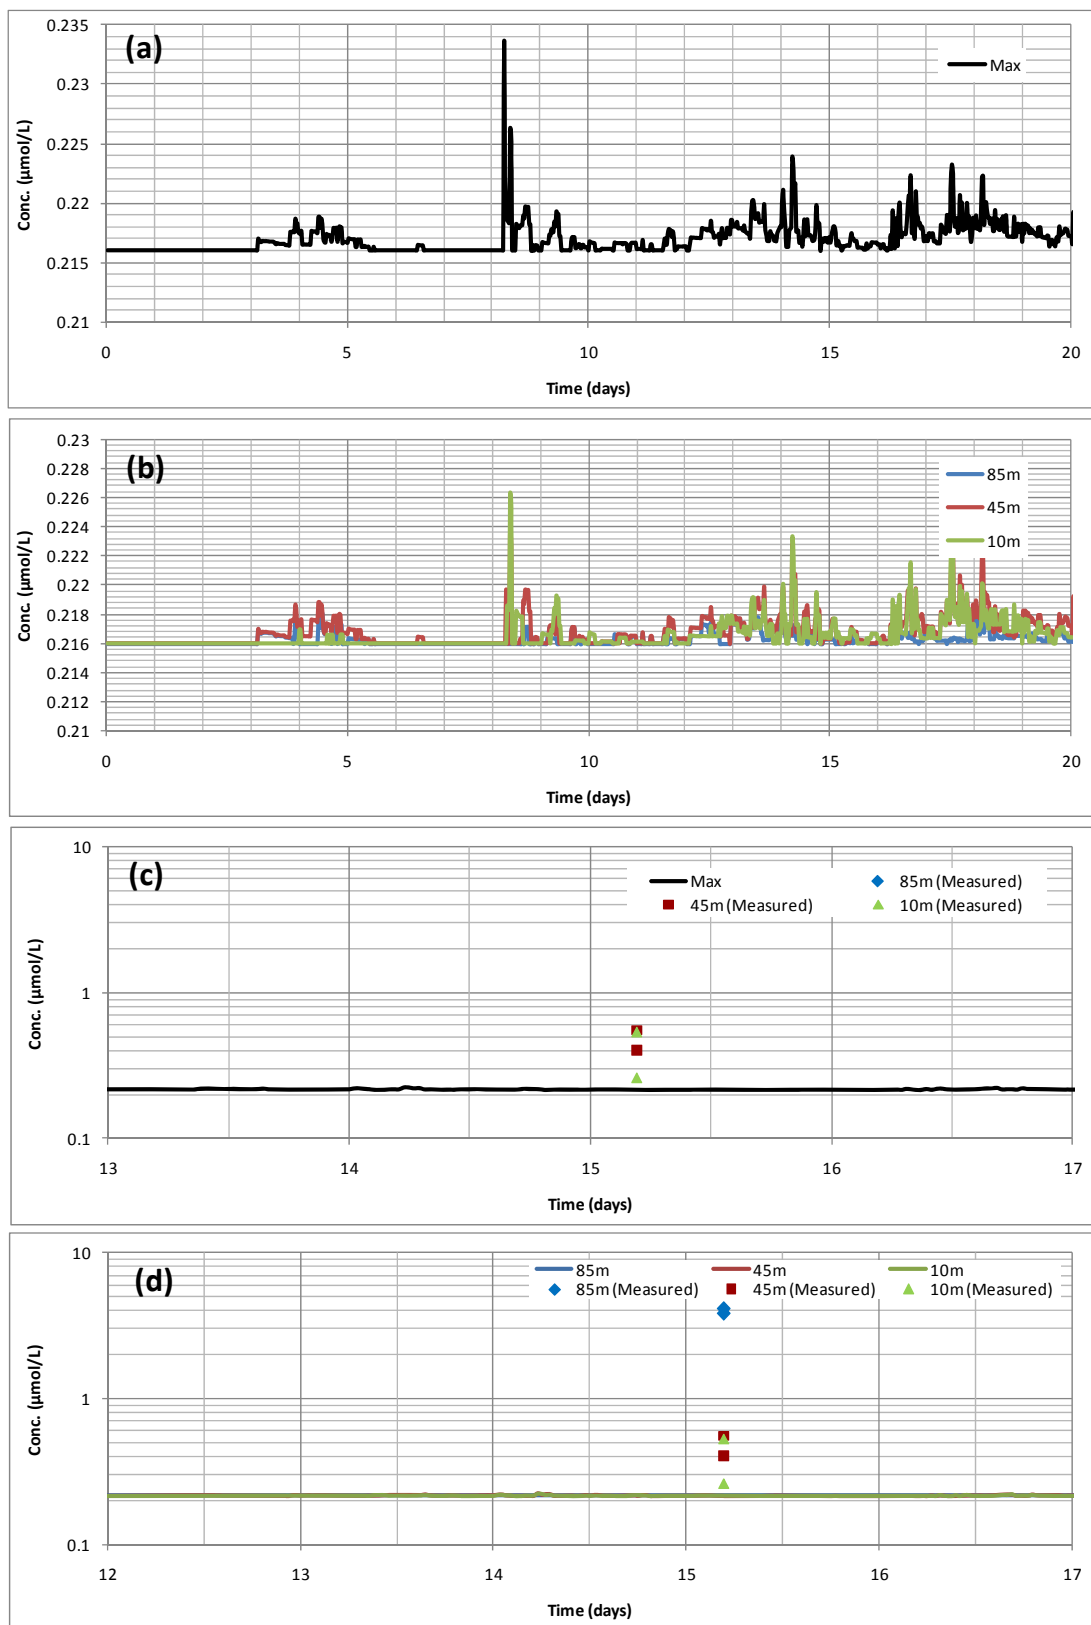 (a)
Max
0.235
0.23
0.225
0.22
0.215
0.21
Conc. (µmol/L)
0 5 10 15 20
Time (days)
(b)
85m
45m
10m
0.23
0.228
0.226
0.224
0.222
0.22
0.218
0.216
0.214
0.212
0.21
Conc. (µmol/L)
0 5 10 15 20
Time (days)
(c)
Max 85m (Measured)
45m (Measured) 10m (Measured)
10
1
0.1
Conc. (µmol/L)
13 14 15 16 17
Time (days)
(d)
85m 45m 10m
85m (Measured) 45m (Measured) 10m (Measured)
10
1
0.1
Conc. (µmol/L)
12 13 14 15 16 17
Time (days)